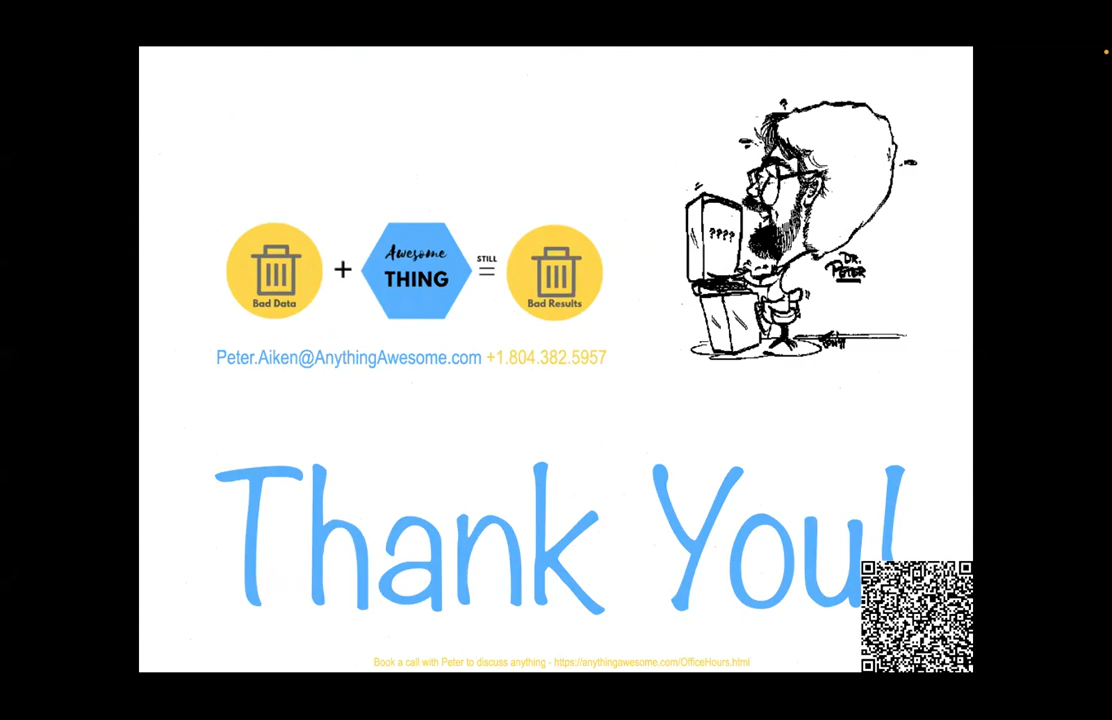 ?
????
DR.
PETER
Awesome
THING
+
STILL
=
Bad Data
Bad Results
Peter.Aiken@AnythingAwesome.com +1.804.382.5957
Thank You!
Book a call with Peter to discuss anything - https://anythingawesome.com/OfficeHours.html